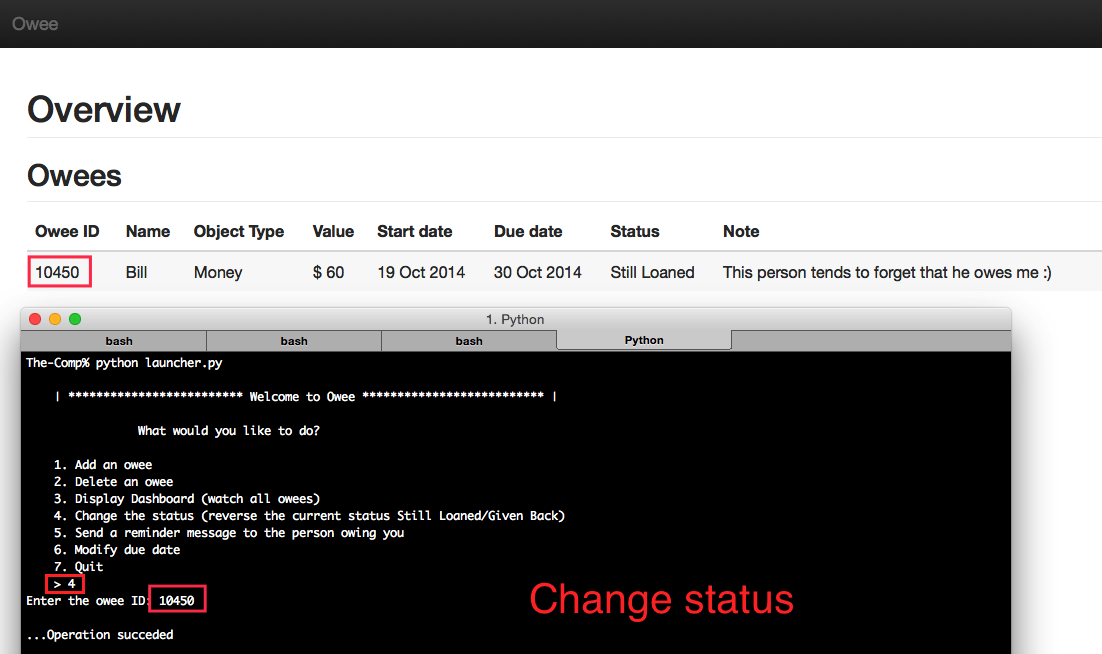 Owee
Overview
Owees
Owee ID Name Object Type Value Start date Due date Status Note
10450 Bill Money $ 60 19 Oct 2014 30 Oct 2014 Still Loaned This person tends to forget that he owes me :)
1. Python
bash bash bash Python
The-Comp% python launcher.py
| ************************* Welcome to Owee ************************** |
What would you like to do?
1. Add an owee
2. Delete an owee
3. Display Dashboard (watch all owees)
4. Change the status (reverse the current status Still Loaned/Given Back)
5. Send a reminder message to the person owing you
6. Modify due date
7. Quit
> 4
Enter the owee ID: 10450
Change status
...Operation succeded